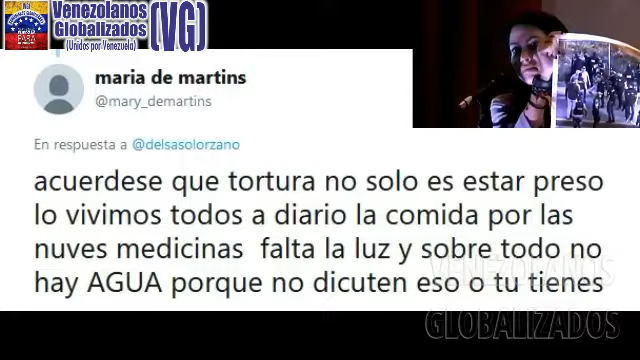 Venezolanos
Globalizados
(Unidos por Venezuela)
(VG)
maria de martins
@mary_demartins
En respuesta a @delsasolorzano
acuerdese que tortura no solo es estar preso
lo vivimos todos a diario la comida por las
nuves medicinas falta la luz y sobre todo no
hay AGUA porque no dicuten eso o tu tienes
VENEZOLANOS
GLOBALIZADOS